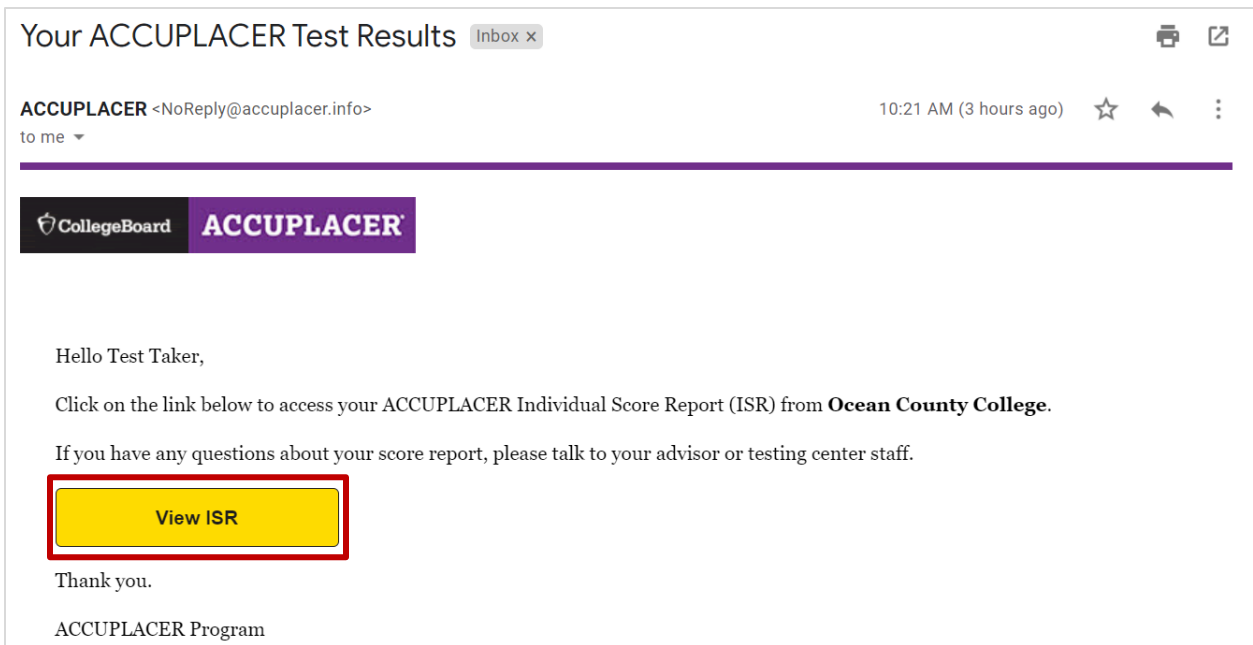 Your ACCUPLACER Test Results Inbox x
ACCUPLACER <NoReply@accuplacer.info> 10:21 AM (3 hours ago)
to me
CollegeBoard ACCUPLACER
Hello Test Taker,
Click on the link below to access your ACCUPLACER Individual Score Report (ISR) from Ocean County College.
If you have any questions about your score report, please talk to your advisor or testing center staff.
View ISR
Thank you.
ACCUPLACER Program